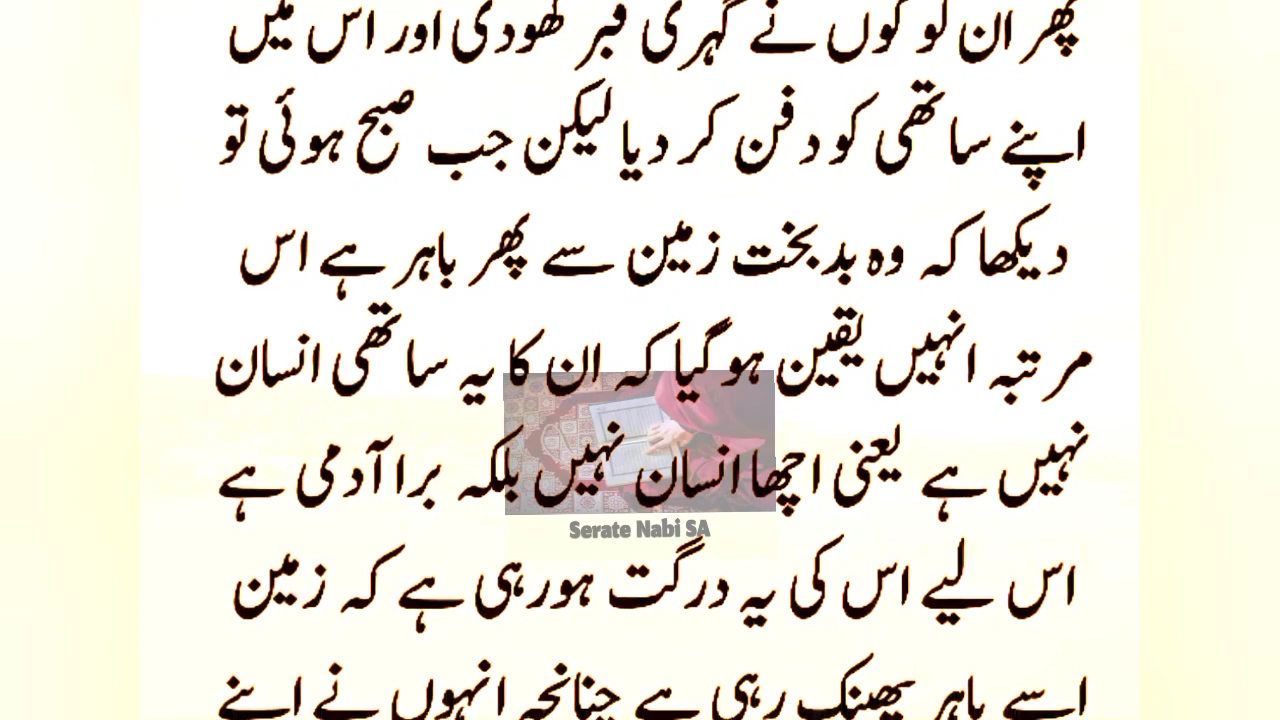 پھر ان لوگوں نے گہری قبر کھودی اور اس میں
اپنے ساتھی کو دفن کر دیا لیکن جب صبح ہوئی تو
دیکھا کہ وہ بدبخت زمین سے پھر باہر ہے اس
مرتبہ انہیں یقین ہو گیا کہ ان کا یہ ساتھی انسان
نہیں ہے یعنی اچھا انسان نہیں بلکہ برا آدمی ہے
Serate Nabi SA
اس لیے اس کی یہ درگت ہو رہی ہے کہ زمین
اسے باہر پھینک رہی ہے چنانچہ انہوں نے اپنے